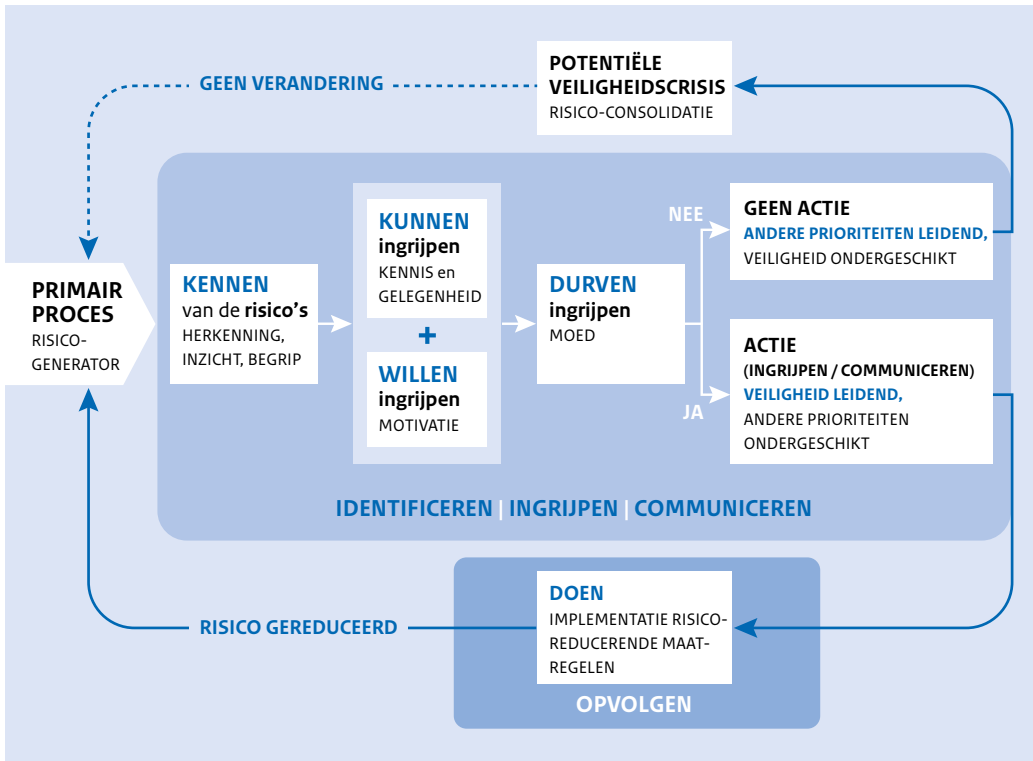 GEEN VERANDERING
POTENTIËLE
VEILIGHEIDSCRISIS
RISICO-CONSOLIDATIE
PRIMAIR
PROCES
RISICO-
GENERATOR
KENNEN
van de risico's
HERKENNING,
INZICHT, BEGRIP
KUNNEN
ingrijpen
KENNIS en
GELEGENHEID
+
WILLEN
ingrijpen
MOTIVATIE
DURVEN
ingrijpen
MOED
NEE
GEEN ACTIE
ANDERE PRIORITEITEN LEIDEND,
VEILIGHEID ONDERGESCHIKT
JA
ACTIE
(INGRIJPEN / COMMUNICEREN)
VEILIGHEID LEIDEND,
ANDERE PRIORITEITEN
ONDERGESCHIKT
IDENTIFICEREN | INGRIJPEN | COMMUNICEREN
RISICO GEREDUCEERD
DOEN
IMPLEMENTATIE RISICO-
REDUCERENDE MAAT-
REGELEN
OPVOLGEN